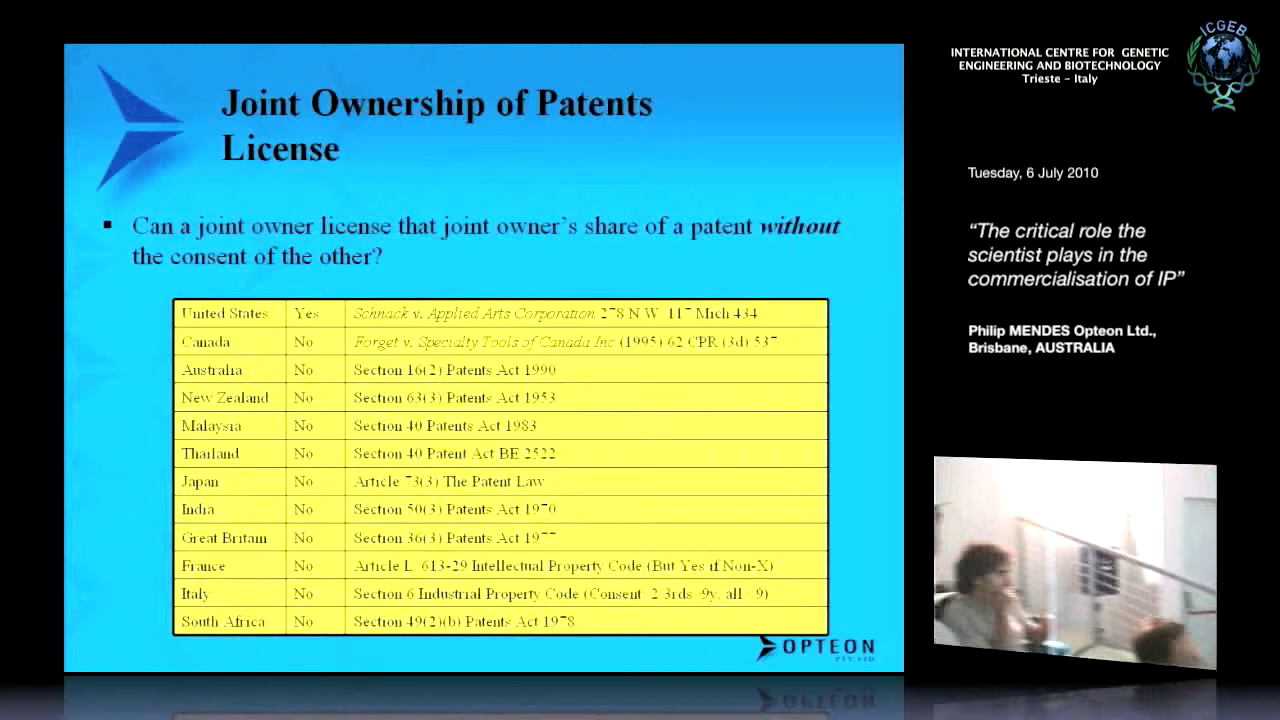 Joint Ownership of Patents
License
Can a joint owner license that joint owner's share of a patent without
the consent of the other?
United States Yes Schnack v. Applied Arts Corporation 278 N W 117 Mich 434
Canada No Forget v. Specialty Tools of Canada Inc (1995) 62 CPR (3d) 537
Australia No Section 16(2) Patents Act 1990
New Zealand No Section 63(3) Patents Act 1953
Malaysia No Section 40 Patents Act 1983
Thailand No Section 40 Patent Act BE 2522
Japan No Article 73(3) The Patent Law
India No Section 50(3) Patents Act 1970
Great Britain No Section 36(3) Patents Act 1977
France No Article L. 613-29 Intellectual Property Code (But Yes if Non-X)
Italy No Section 6 Industrial Property Code (Consent 2/3rds 9y, all 9)
South Africa No Section 49(2)(b) Patents Act 1978
OPTEON
PTY LTD
ICGEB
INTERNATIONAL CENTRE FOR GENETIC
ENGINEERING AND BIOTECHNOLOGY
Trieste - Italy
Tuesday, 6 July 2010
"The critical role the
scientist plays in the
commercialisation of IP"
Philip MENDES Opteon Ltd.,
Brisbane, AUSTRALIA